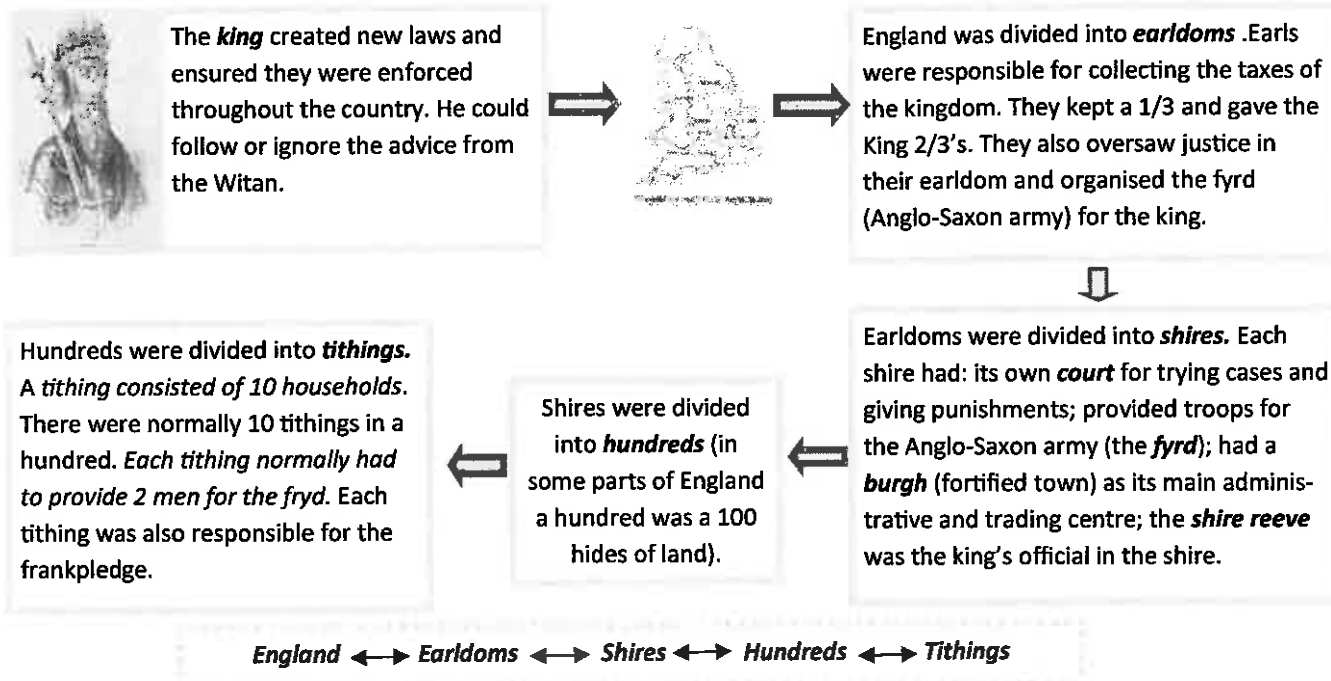 The king created new laws and
ensured they were enforced
throughout the country. He could
follow or ignore the advice from
the Witan.
England was divided into earldoms .Earls
were responsible for collecting the taxes of
the kingdom. They kept a 1/3 and gave the
King 2/3's. They also oversaw justice in
their earldom and organised the fyrd
(Anglo-Saxon army) for the king.
Earldoms were divided into shires. Each
shire had: its own court for trying cases and
giving punishments; provided troops for
the Anglo-Saxon army (the fyrd); had a
burgh (fortified town) as its main adminis-
trative and trading centre; the shire reeve
was the king's official in the shire.
Shires were divided
into hundreds (in
some parts of England
a hundred was a 100
hides of land).
Hundreds were divided into tithings.
A tithing consisted of 10 households.
There were normally 10 tithings in a
hundred. Each tithing normally had
to provide 2 men for the fryd. Each
tithing was also responsible for the
frankpledge.
England ↔ Earldoms ↔ Shires ↔ Hundreds ↔ Tithings